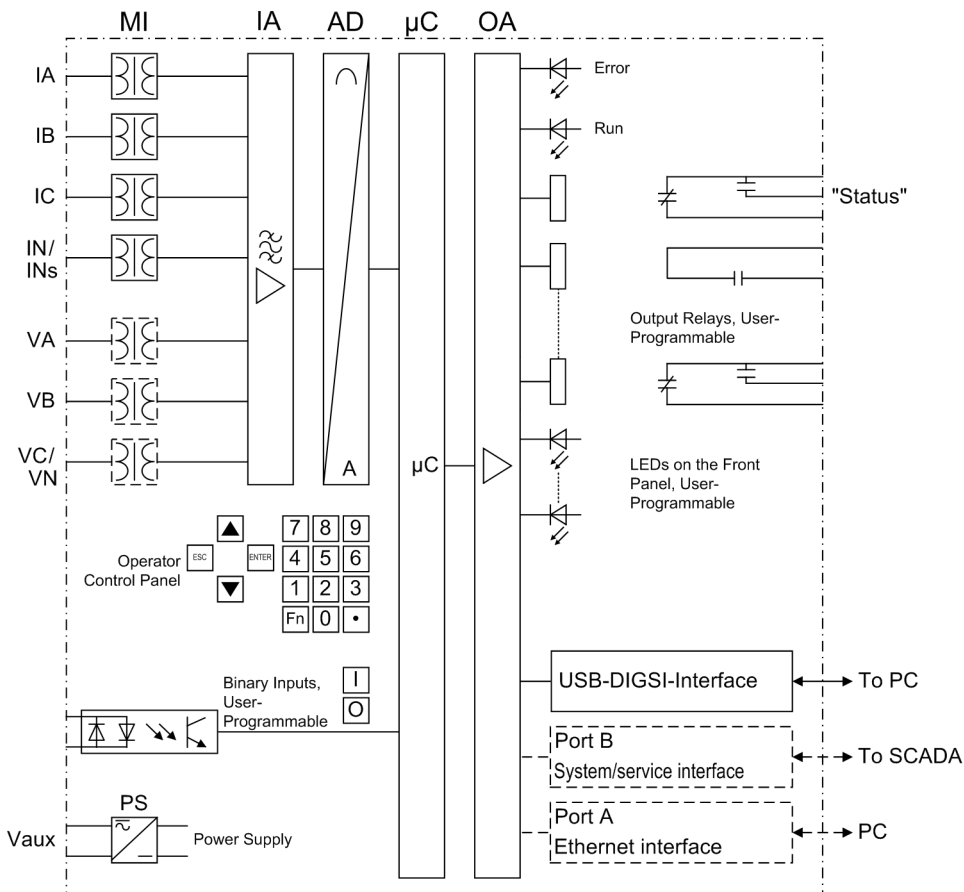 MI IA AD µC OA
IA
IB
IC
IN/
INs
VA
VB
VC/
VN
A
µC
Error
Run
"Status"
Output Relays, User-
Programmable
LEDs on the Front
Panel, User-
Programmable
Operator
Control Panel
ESC
ENTER
7 8 9
4 5 6
1 2 3
Fn 0 •
Binary Inputs,
User-
Programmable
I
O
PS
Vaux
Power Supply
USB-DIGSI-Interface
To PC
Port B
System/service interface
To SCADA
Port A
Ethernet interface
PC